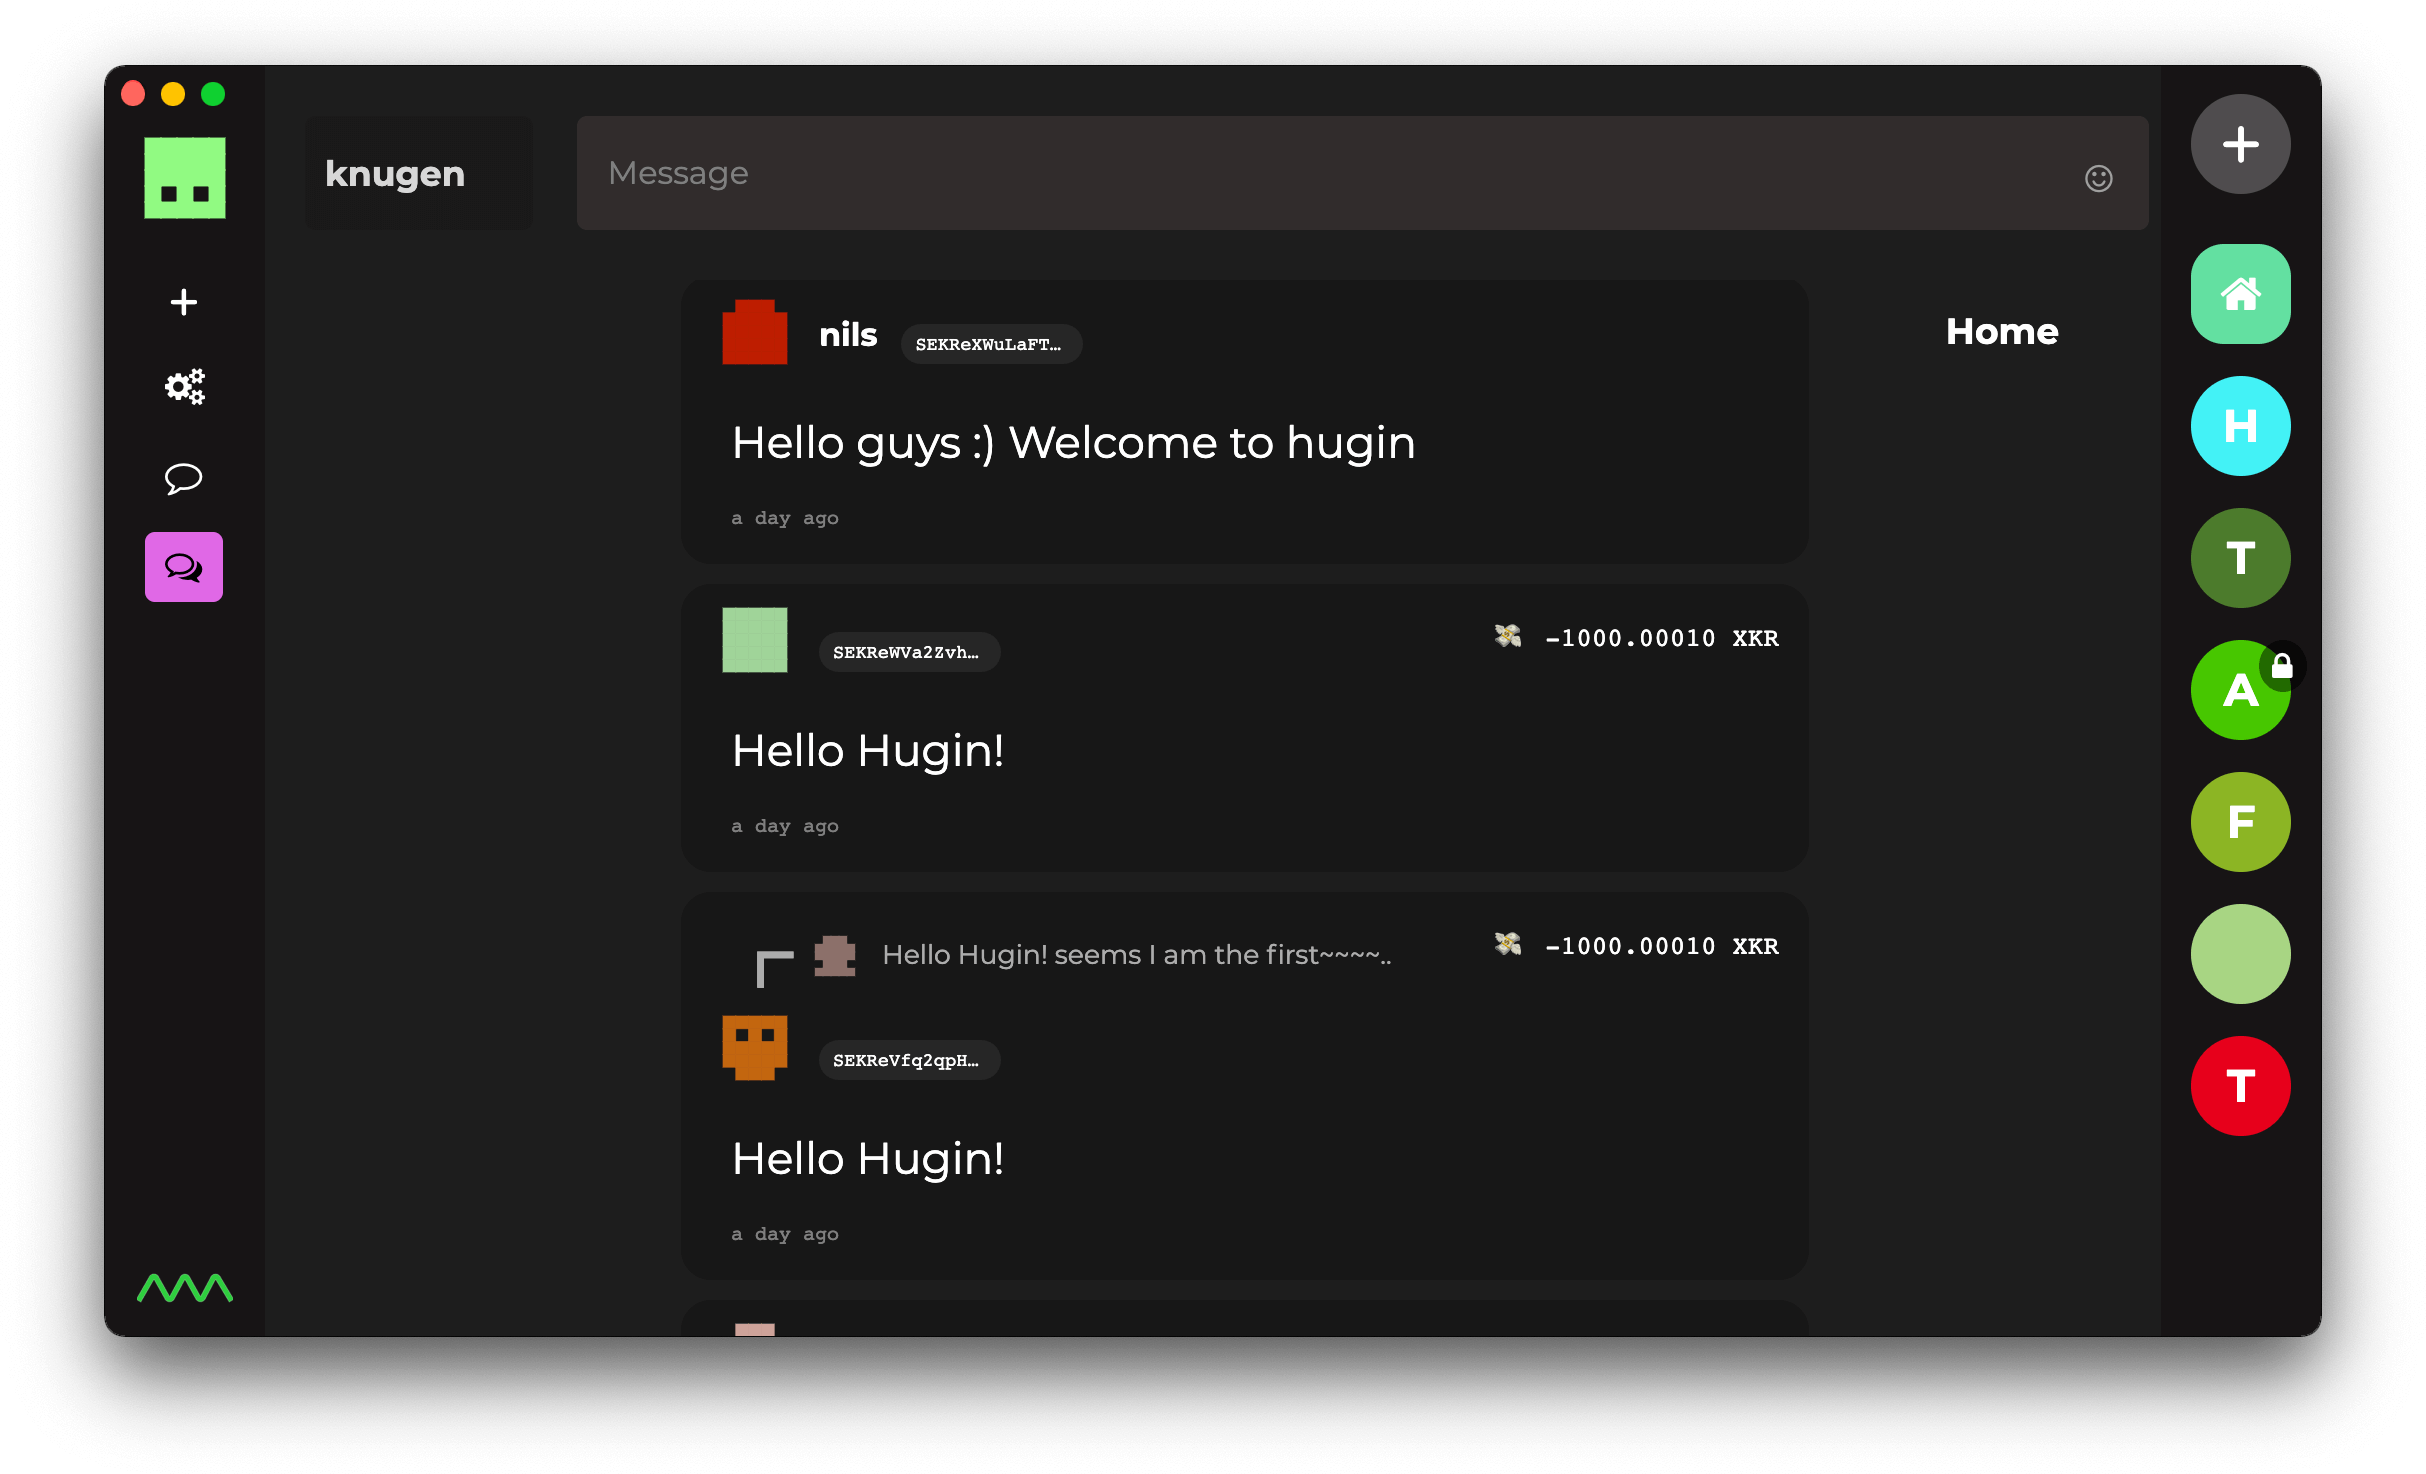 knugen
Message
nils SEKReXWuLaFT…
Home
Hello guys :) Welcome to hugin
a day ago
SEKReWVa2Zvh…
💸 -1000.00010 XKR
Hello Hugin!
a day ago
Hello Hugin! seems I am the first~~~~..
💸 -1000.00010 XKR
SEKReVfq2qpH…
Hello Hugin!
a day ago
H
T
A
F
T